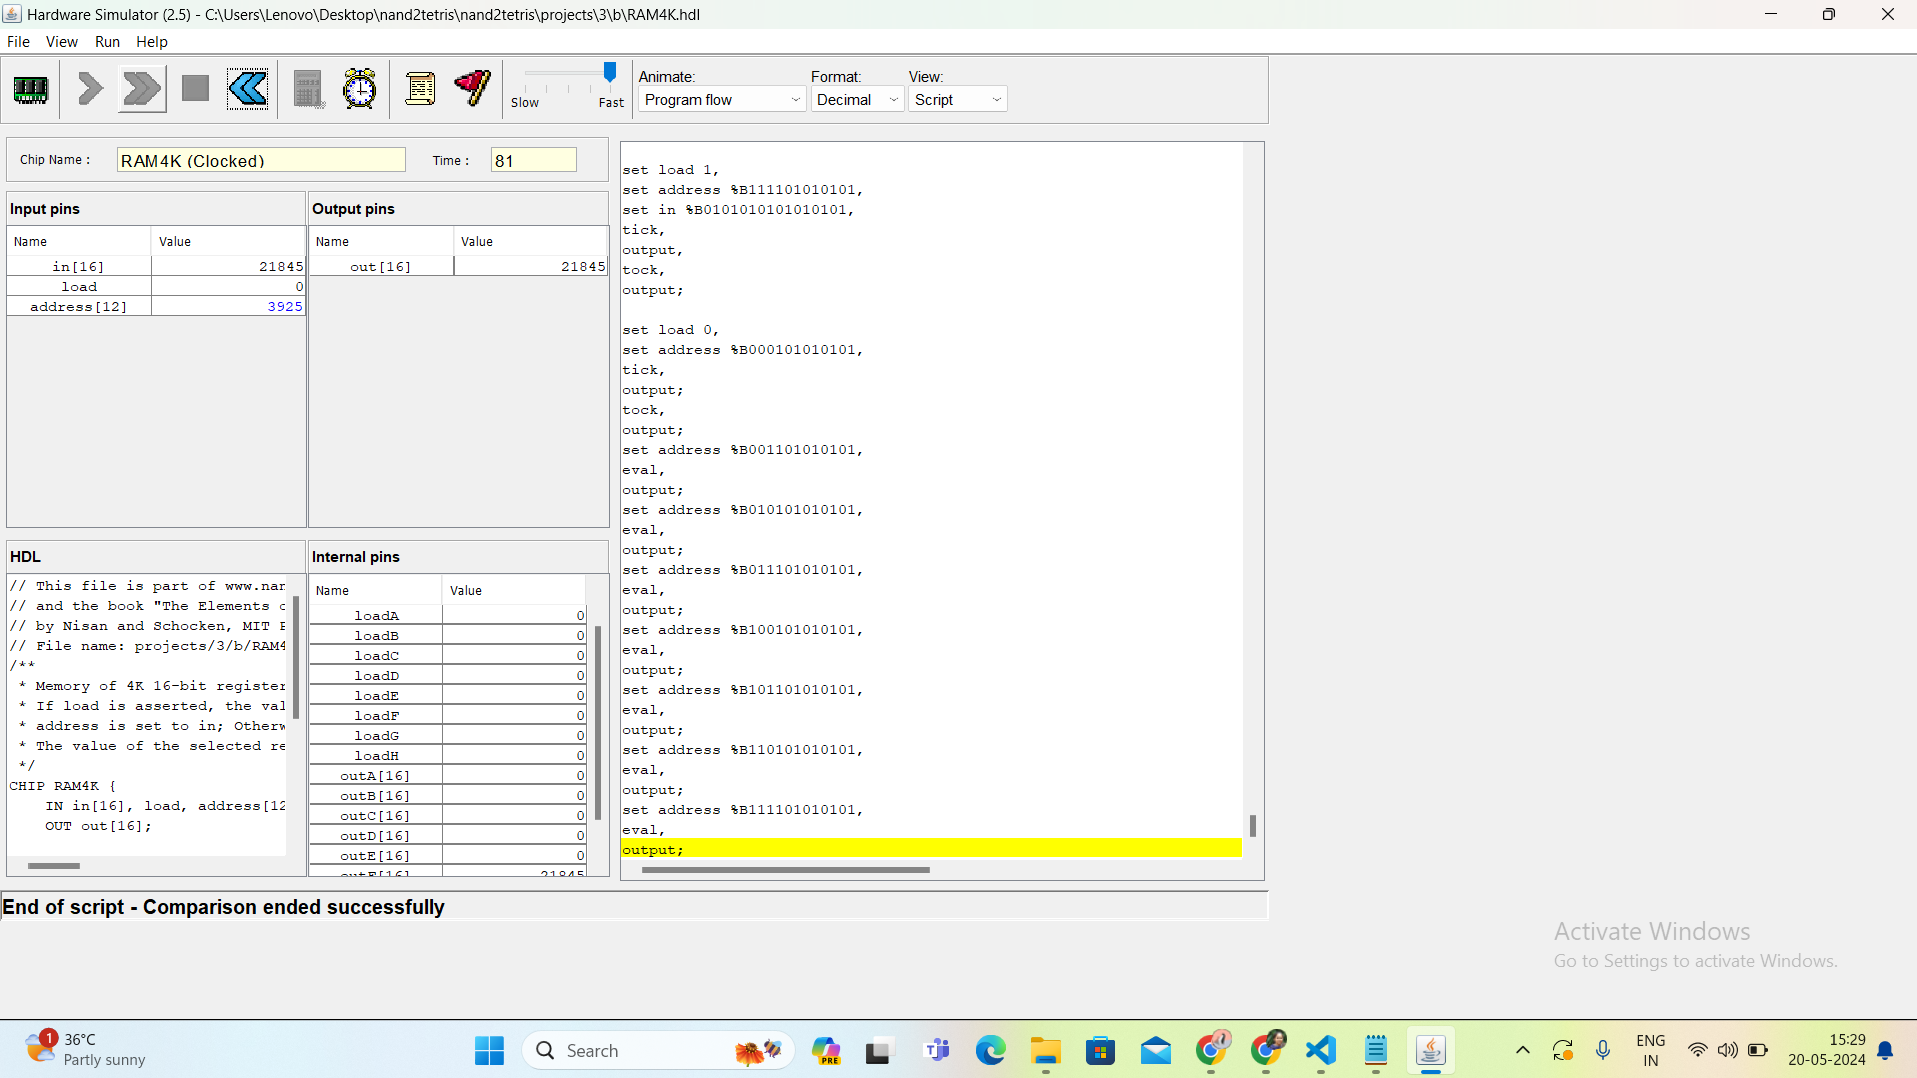 Hardware Simulator (2.5) - C:\Users\Lenovo\Desktop\nand2tetris\nand2tetris\projects\3\b\RAM4K.hdl
File View Run Help
Slow Fast
Animate: Format: View:
Program flow Decimal Script
Chip Name : RAM4K (Clocked) Time : 81
Input pins
Name Value
in[16] 21845
load 0
address[12] 3925
Output pins
Name Value
out[16] 21845
HDL
// This file is part of www.nan
// and the book "The Elements o
// by Nisan and Schocken, MIT P
// File name: projects/3/b/RAM4
/**
* Memory of 4K 16-bit register
* If load is asserted, the val
* address is set to in; Otherw
* The value of the selected re
*/
CHIP RAM4K {
IN in[16], load, address[12
OUT out[16];
Internal pins
Name Value
loadA 0
loadB 0
loadC 0
loadD 0
loadE 0
loadF 0
loadG 0
loadH 0
outA[16] 0
outB[16] 0
outC[16] 0
outD[16] 0
outE[16] 0
outF[16] 21845
set load 1,
set address %B111101010101,
set in %B0101010101010101,
tick,
output,
tock,
output;
set load 0,
set address %B000101010101,
tick,
output;
tock,
output;
set address %B001101010101,
eval,
output;
set address %B010101010101,
eval,
output;
set address %B011101010101,
eval,
output;
set address %B100101010101,
eval,
output;
set address %B101101010101,
eval,
output;
set address %B110101010101,
eval,
output;
set address %B111101010101,
eval,
output;
End of script - Comparison ended successfully
Activate Windows
Go to Settings to activate Windows.
1
36°C
Partly sunny
Search
PRE
ENG
IN
15:29
20-05-2024